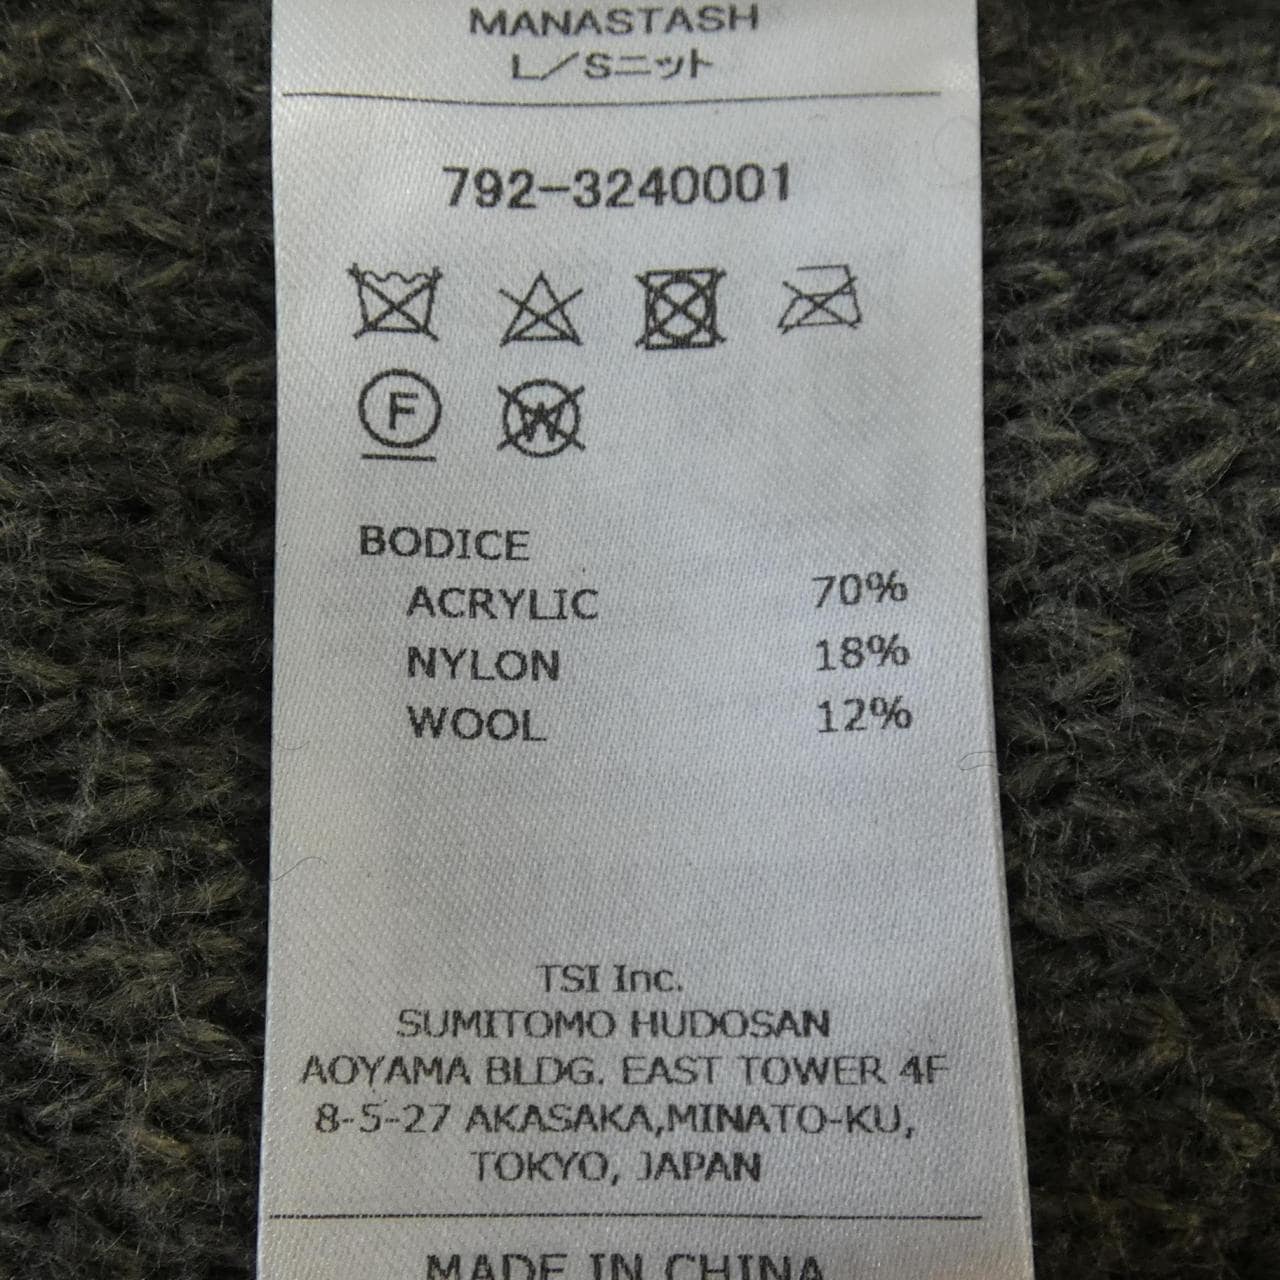 MANASTASH
L／Sニット
792-3240001
F W
BODICE
ACRYLIC 70%
NYLON 18%
WOOL 12%
TSI Inc.
SUMITOMO HUDOSAN
AOYAMA BLDG. EAST TOWER 4F
8-5-27 AKASAKA,MINATO-KU,
TOKYO, JAPAN
MADE IN CHINA